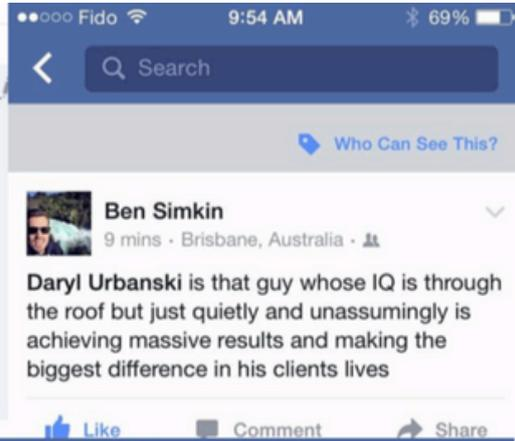 Fido 9:54 AM 69%
Search
Who Can See This?
Ben Simkin
9 mins · Brisbane, Australia ·
Daryl Urbanski is that guy whose IQ is through
the roof but just quietly and unassumingly is
achieving massive results and making the
biggest difference in his clients lives
Like Comment Share